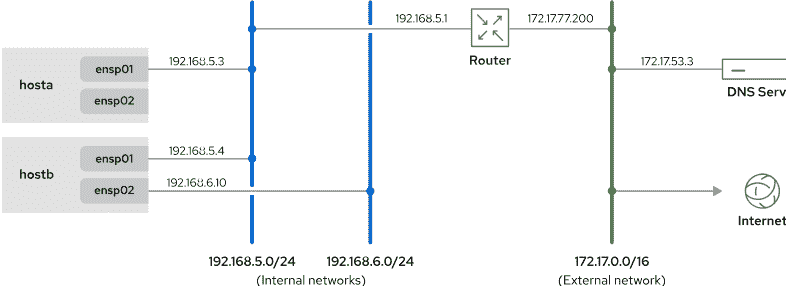 192.168.5.1
172.17.77.200
Router
hosta
ensp01
192.168.5.3
ensp02
172.17.53.3
DNS Serv
hostb
ensp01
192.168.5.4
ensp02
192.168.6.10
Internet
192.168.5.0/24
192.168.6.0/24
(Internal networks)
172.17.0.0/16
(External network)